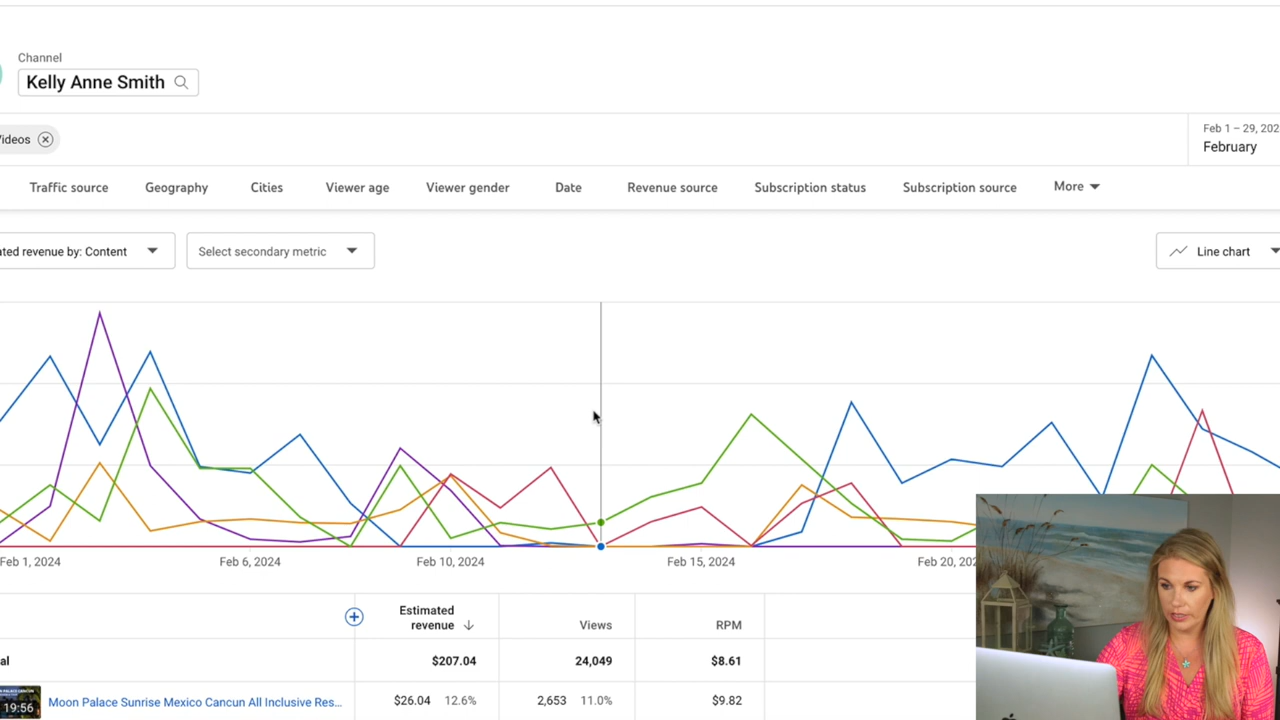 Channel
Kelly Anne Smith
Videos
Feb 1 – 29, 202
February
Traffic source Geography Cities Viewer age Viewer gender Date Revenue source Subscription status Subscription source More
ted revenue by: Content Select secondary metric Line chart
Feb 1, 2024 Feb 6, 2024 Feb 10, 2024 Feb 15, 2024 Feb 20, 202
Estimated revenue Views RPM
al $207.04 24,049 $8.61
19:56 Moon Palace Sunrise Mexico Cancun All Inclusive Res... $26.04 12.6% 2,653 11.0% $9.82